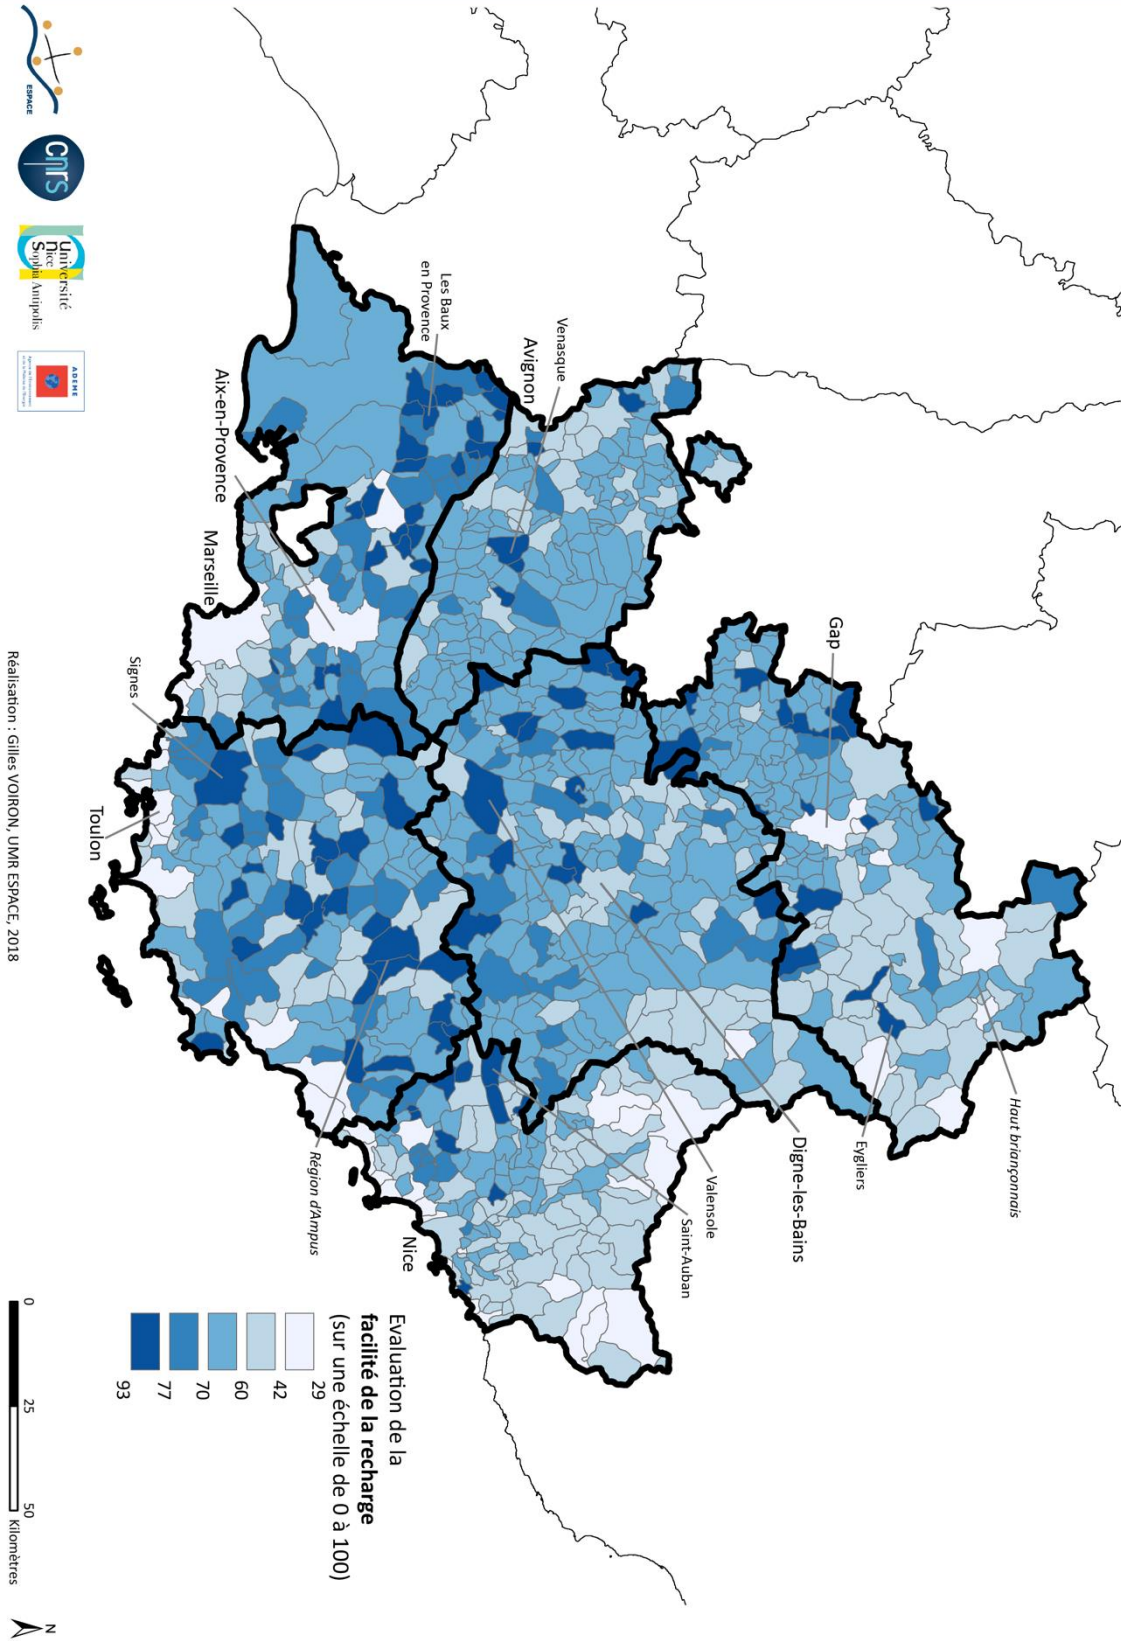 Haut briançonnais
Gap
Eygliers
Digne-les-Bains
Venasque
Avignon
Valensole
Saint-Auban
Les Baux
en Provence
Nice
Région d'Ampus
Aix-en-Provence
Marseille
Signes
Toulon
Evaluation de la
facilité de la recharge
(sur une échelle de 0 à 100)
29
42
60
70
77
93
0 25 50
Kilomètres
N
ESPACE
cnrs
Université
nice
Sophia Antipolis
ADEME
Réalisation : Gilles VOIRON, UMR ESPACE, 2018